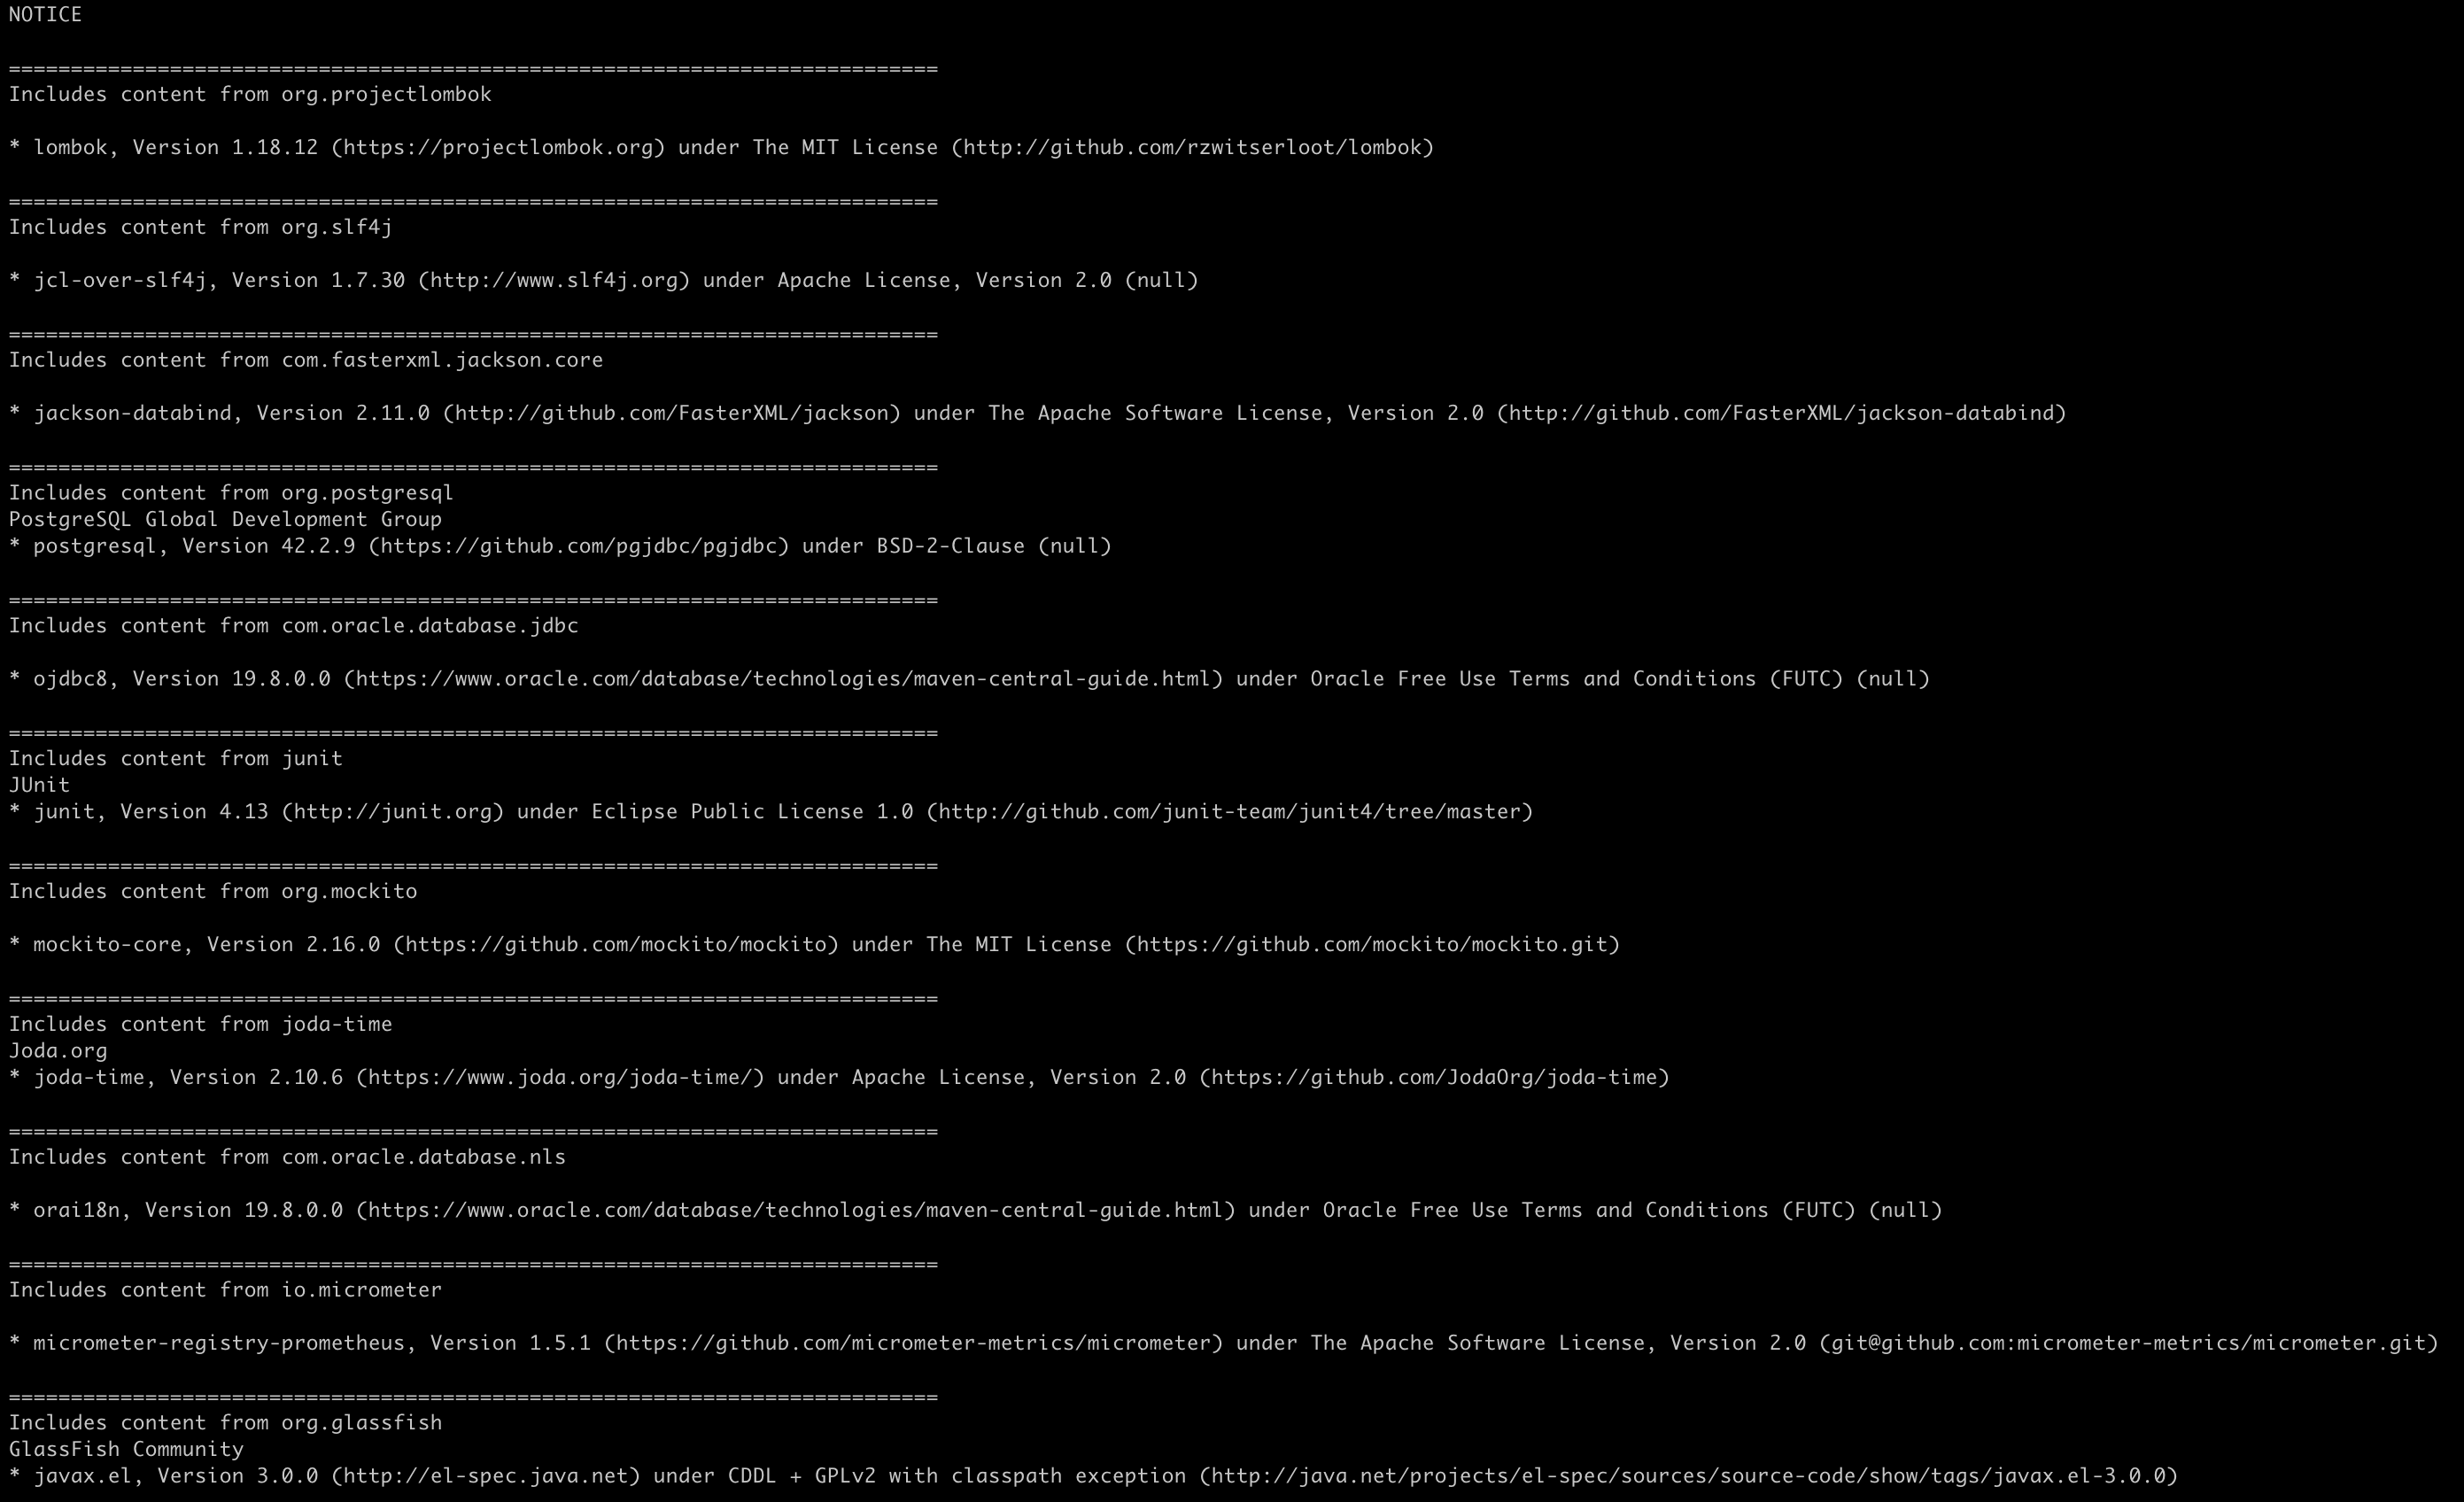 NOTICE
===========================================================================
Includes content from org.projectlombok
* lombok, Version 1.18.12 (https://projectlombok.org) under The MIT License (http://github.com/rzwitserloot/lombok)
===========================================================================
Includes content from org.slf4j
* jcl-over-slf4j, Version 1.7.30 (http://www.slf4j.org) under Apache License, Version 2.0 (null)
===========================================================================
Includes content from com.fasterxml.jackson.core
* jackson-databind, Version 2.11.0 (http://github.com/FasterXML/jackson) under The Apache Software License, Version 2.0 (http://github.com/FasterXML/jackson-databind)
===========================================================================
Includes content from org.postgresql
PostgreSQL Global Development Group
* postgresql, Version 42.2.9 (https://github.com/pgjdbc/pgjdbc) under BSD-2-Clause (null)
===========================================================================
Includes content from com.oracle.database.jdbc
* ojdbc8, Version 19.8.0.0 (https://www.oracle.com/database/technologies/maven-central-guide.html) under Oracle Free Use Terms and Conditions (FUTC) (null)
===========================================================================
Includes content from junit
JUnit
* junit, Version 4.13 (http://junit.org) under Eclipse Public License 1.0 (http://github.com/junit-team/junit4/tree/master)
===========================================================================
Includes content from org.mockito
* mockito-core, Version 2.16.0 (https://github.com/mockito/mockito) under The MIT License (https://github.com/mockito/mockito.git)
===========================================================================
Includes content from joda-time
Joda.org
* joda-time, Version 2.10.6 (https://www.joda.org/joda-time/) under Apache License, Version 2.0 (https://github.com/JodaOrg/joda-time)
===========================================================================
Includes content from com.oracle.database.nls
* orai18n, Version 19.8.0.0 (https://www.oracle.com/database/technologies/maven-central-guide.html) under Oracle Free Use Terms and Conditions (FUTC) (null)
===========================================================================
Includes content from io.micrometer
* micrometer-registry-prometheus, Version 1.5.1 (https://github.com/micrometer-metrics/micrometer) under The Apache Software License, Version 2.0 (git@github.com:micrometer-metrics/micrometer.git)
===========================================================================
Includes content from org.glassfish
GlassFish Community
* javax.el, Version 3.0.0 (http://el-spec.java.net) under CDDL + GPLv2 with classpath exception (http://java.net/projects/el-spec/sources/source-code/show/tags/javax.el-3.0.0)